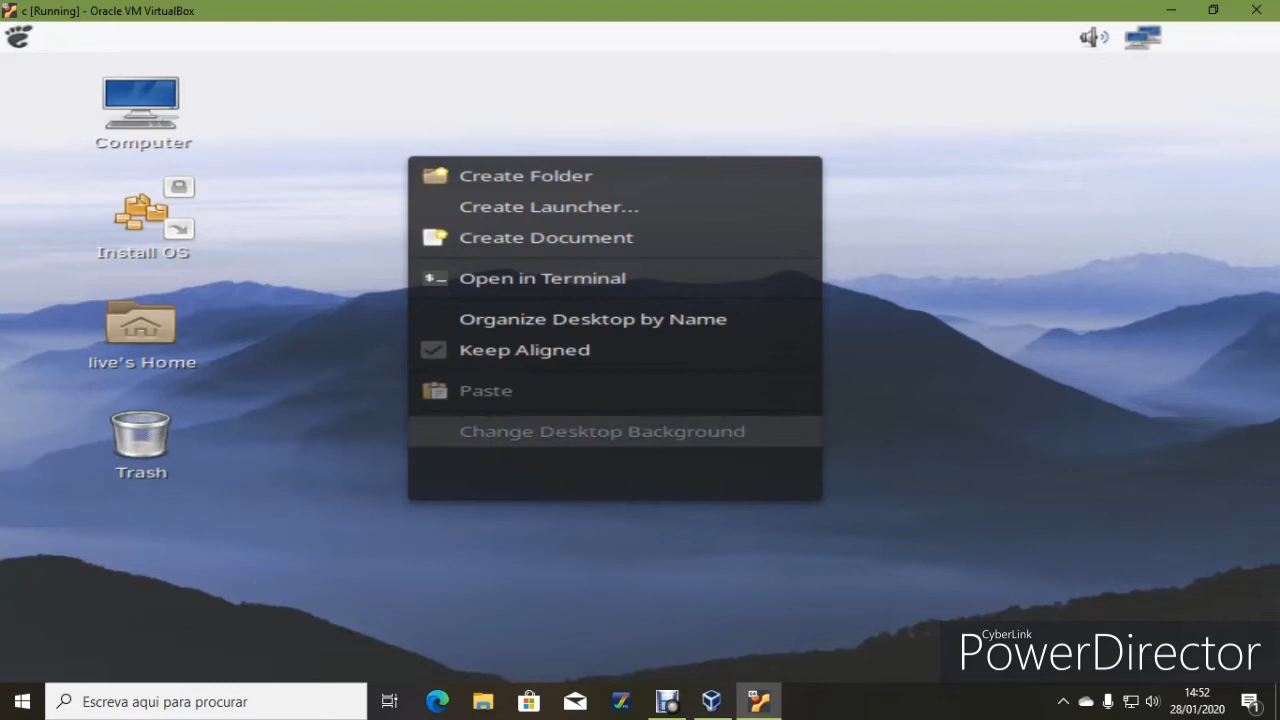 c [Running] - Oracle VM VirtualBox
Computer
Install OS
live's Home
Trash
Create Folder
Create Launcher...
Create Document
Open in Terminal
Organize Desktop by Name
Keep Aligned
Paste
Change Desktop Background
CyberLink
PowerDirector
Escreva aqui para procurar
14:52
28/01/2020
1